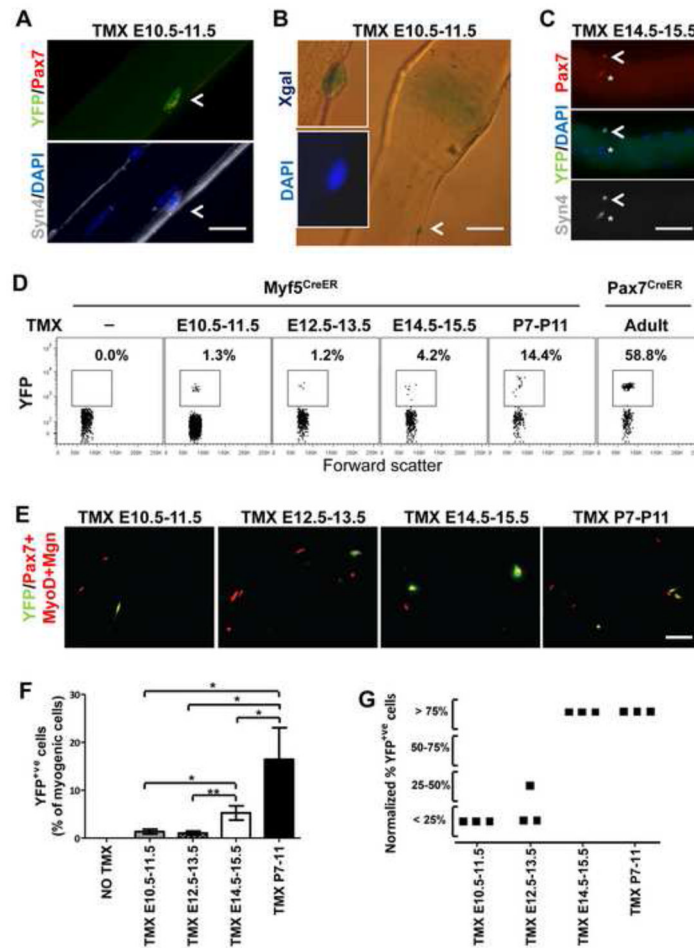 A
TMX E10.5-11.5
YFP/Pax7
Syn4/DAPI
B
TMX E10.5-11.5
Xgal
DAPI
C
TMX E14.5-15.5
Pax7
*
YFP/DAPI
*
Syn4
*
D
Myf5CreER
Pax7CreER
TMX
–
E10.5-11.5
E12.5-13.5
E14.5-15.5
P7-P11
Adult
0.0%
1.3%
1.2%
4.2%
14.4%
58.8%
YFP
Forward scatter
E
TMX E10.5-11.5
TMX E12.5-13.5
TMX E14.5-15.5
TMX P7-P11
YFP/Pax7+
MyoD+Mgn
F
YFP+ve cells
(% of myogenic cells)
30
20
10
0
*
*
*
*
**
NO TMX
TMX E10.5-11.5
TMX E12.5-13.5
TMX E14.5-15.5
TMX P7-11
G
Normalized % YFP+ve cells
> 75%
50-75%
25-50%
< 25%
TMX E10.5-11.5
TMX E12.5-13.5
TMX E14.5-15.5
TMX P7-11